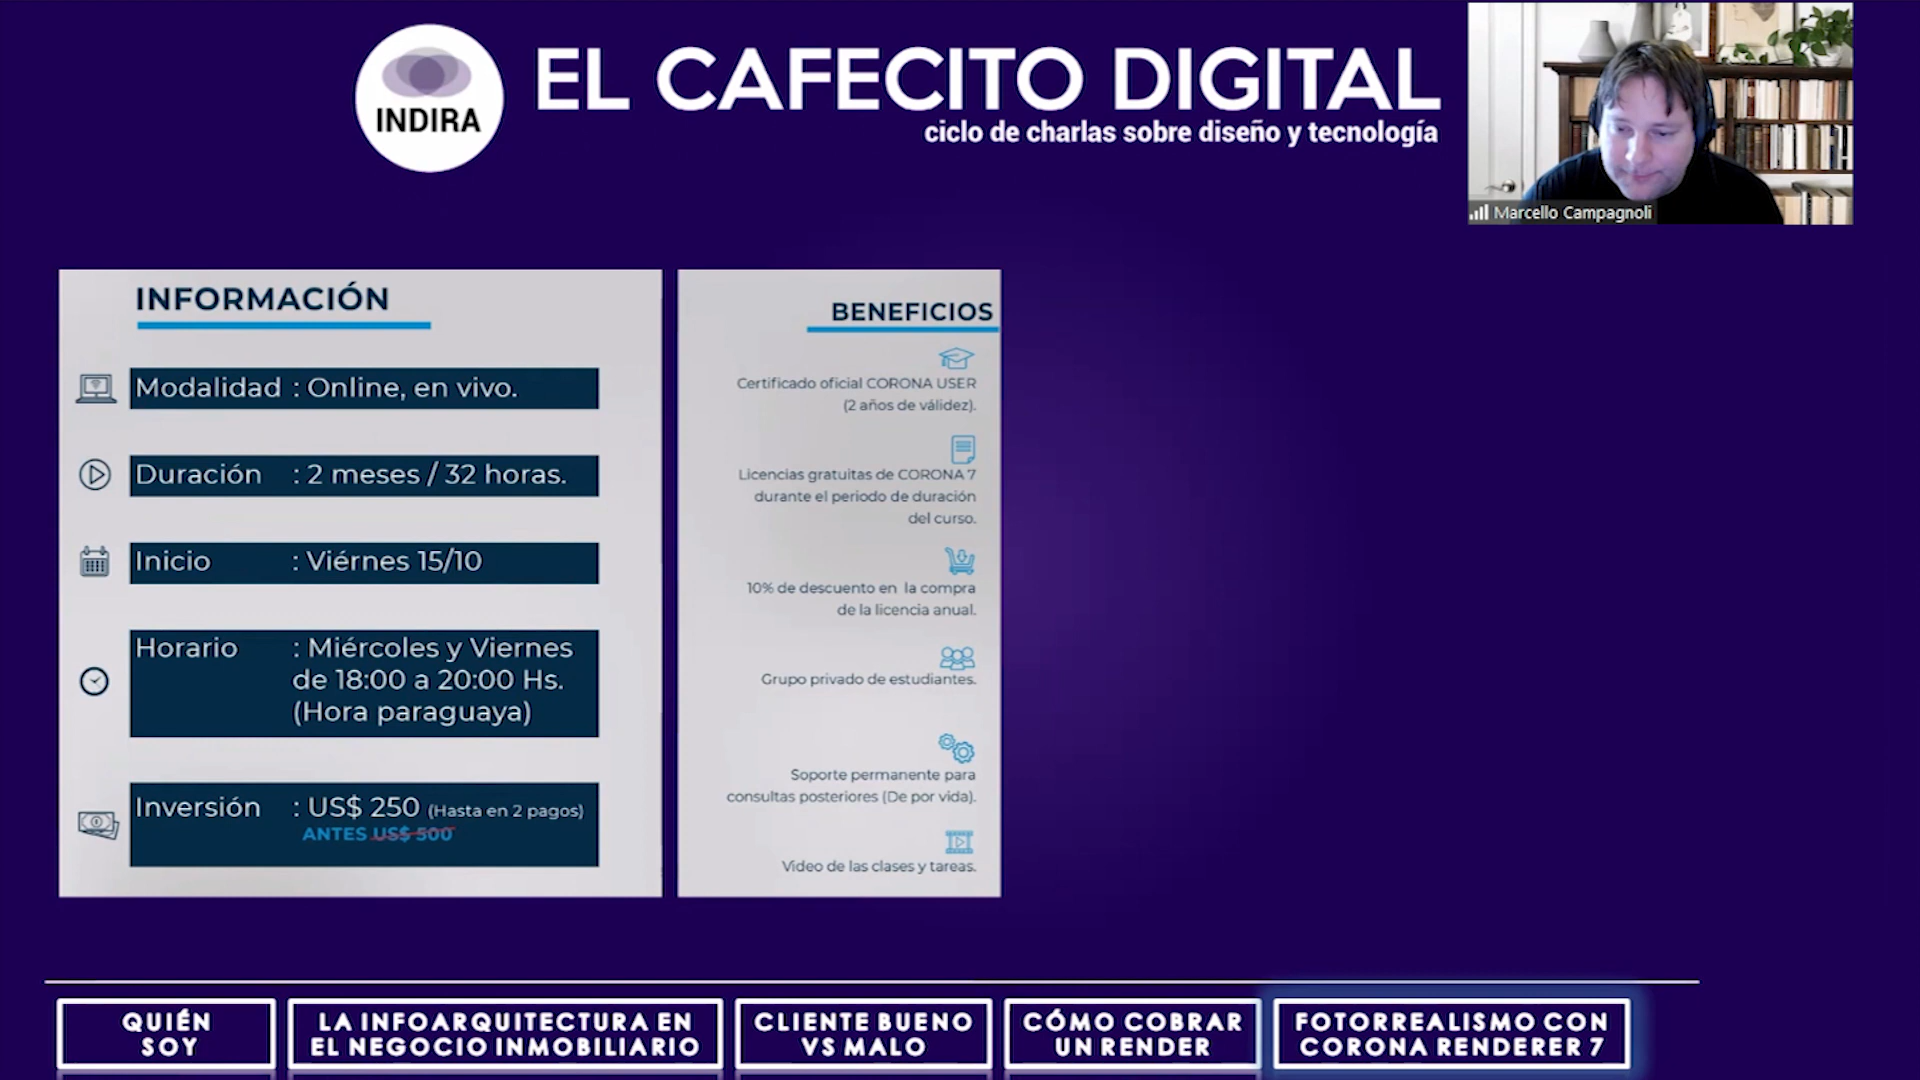 INDIRA
EL CAFECITO DIGITAL
ciclo de charlas sobre diseño y tecnología
Marcello Campagnoli
INFORMACIÓN
Modalidad : Online, en vivo.
Duración : 2 meses / 32 horas.
Inicio : Viérnes 15/10
Horario : Miércoles y Viernes
de 18:00 a 20:00 Hs.
(Hora paraguaya)
Inversión : US$ 250 (Hasta en 2 pagos)
ANTES US$ 500
BENEFICIOS
Certificado oficial CORONA USER
(2 años de válidez).
Licencias gratuitas de CORONA 7
durante el periodo de duración
del curso.
10% de descuento en la compra
de la licencia anual.
Grupo privado de estudiantes.
Soporte permanente para
consultas posteriores (De por vida).
Video de las clases y tareas.
QUIÉN
SOY
LA INFOARQUITECTURA EN
EL NEGOCIO INMOBILIARIO
CLIENTE BUENO
VS MALO
CÓMO COBRAR
UN RENDER
FOTORREALISMO CON
CORONA RENDERER 7